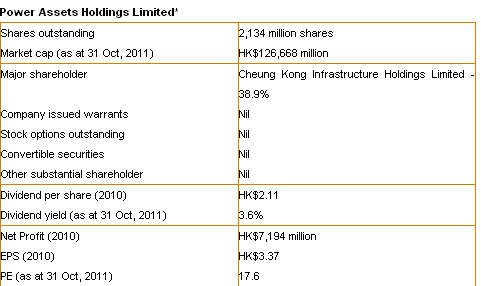 Power Assets Holdings Limited*
Shares outstanding 2,134 million shares
Market cap (as at 31 Oct, 2011) HK$126,668 million
Major shareholder Cheung Kong Infrastructure Holdings Limited -
38.9%
Company issued warrants Nil
Stock options outstanding Nil
Convertible securities Nil
Other substantial shareholder Nil
Dividend per share (2010) HK$2.11
Dividend yield (as at 31 Oct, 2011) 3.6%
Net Profit (2010) HK$7,194 million
EPS (2010) HK$3.37
PE (as at 31 Oct, 2011) 17.6